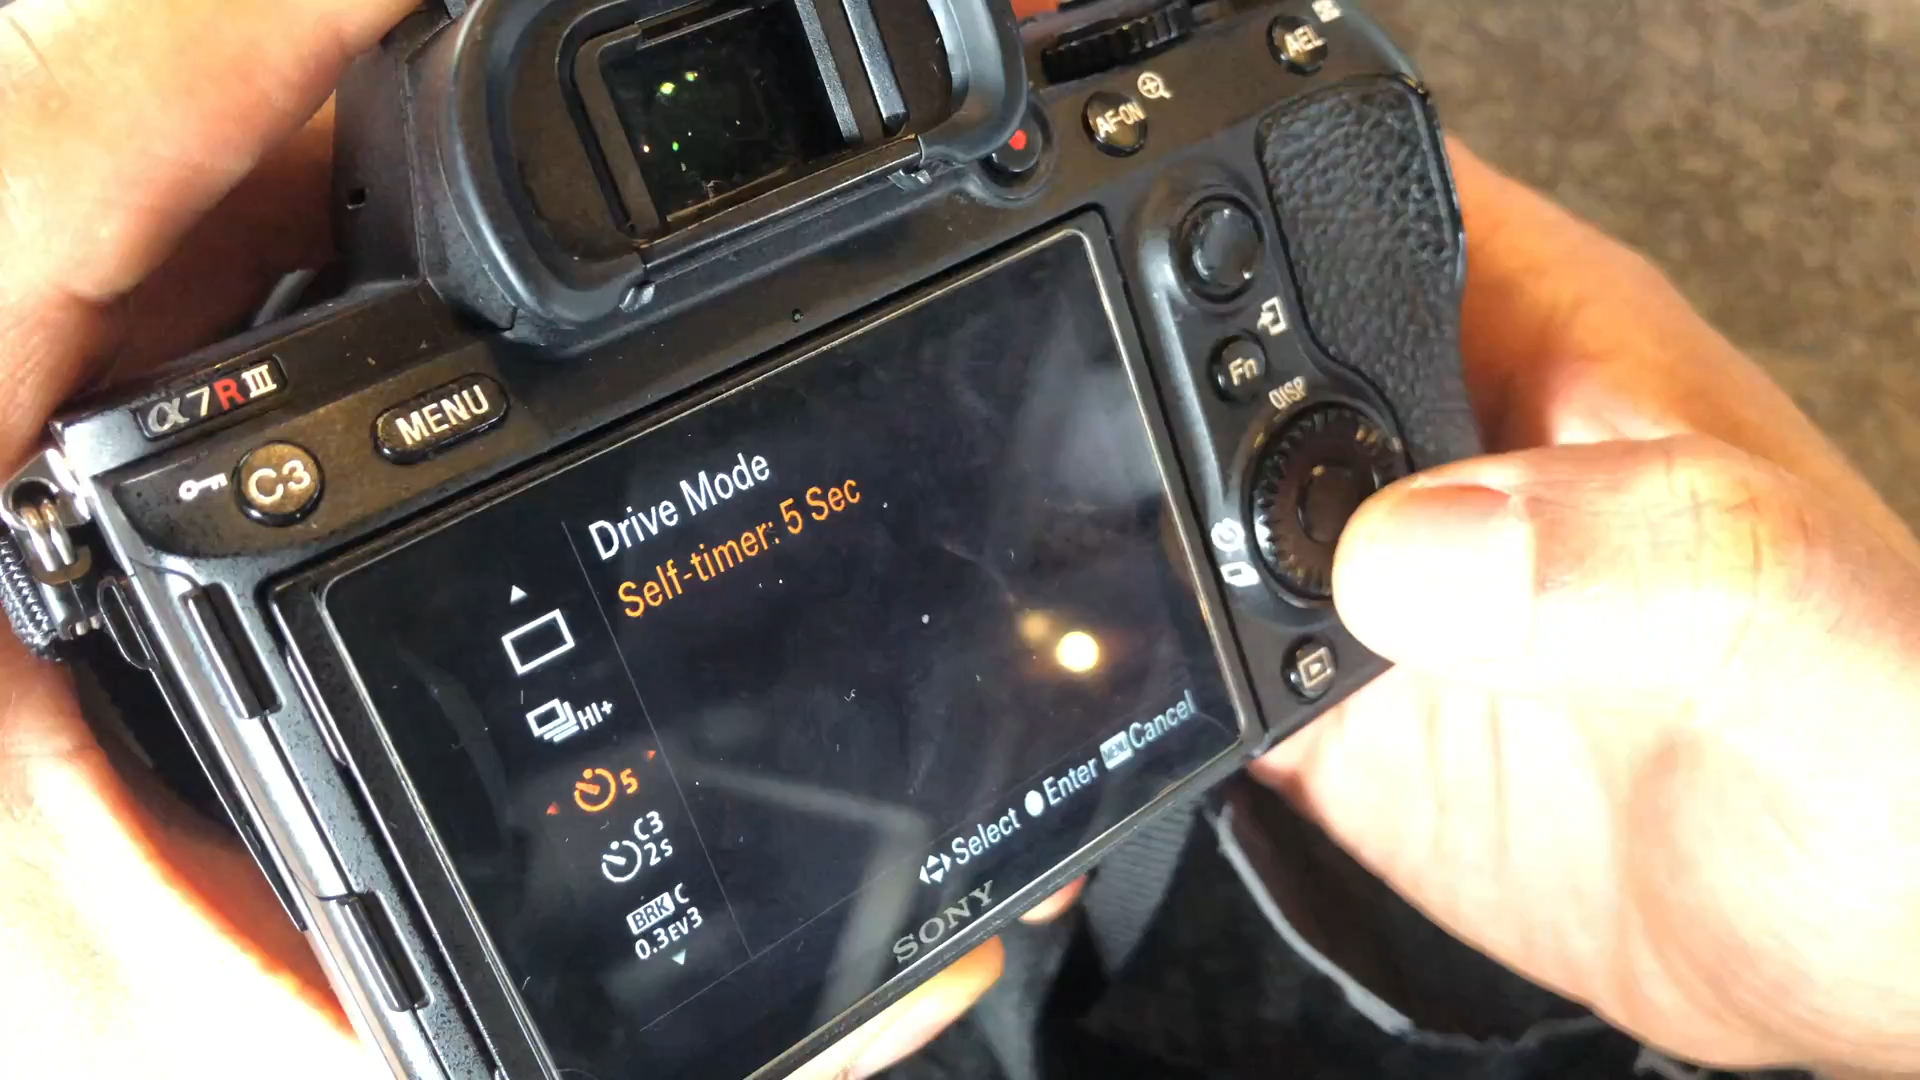 AEL
AF-ON
α7RIII
MENU
C3
Fn
DISP
Drive Mode
Self-timer: 5 Sec
HI+
5
C3
2s
BRK C
0.3EV3
Select Enter MENU Cancel
SONY